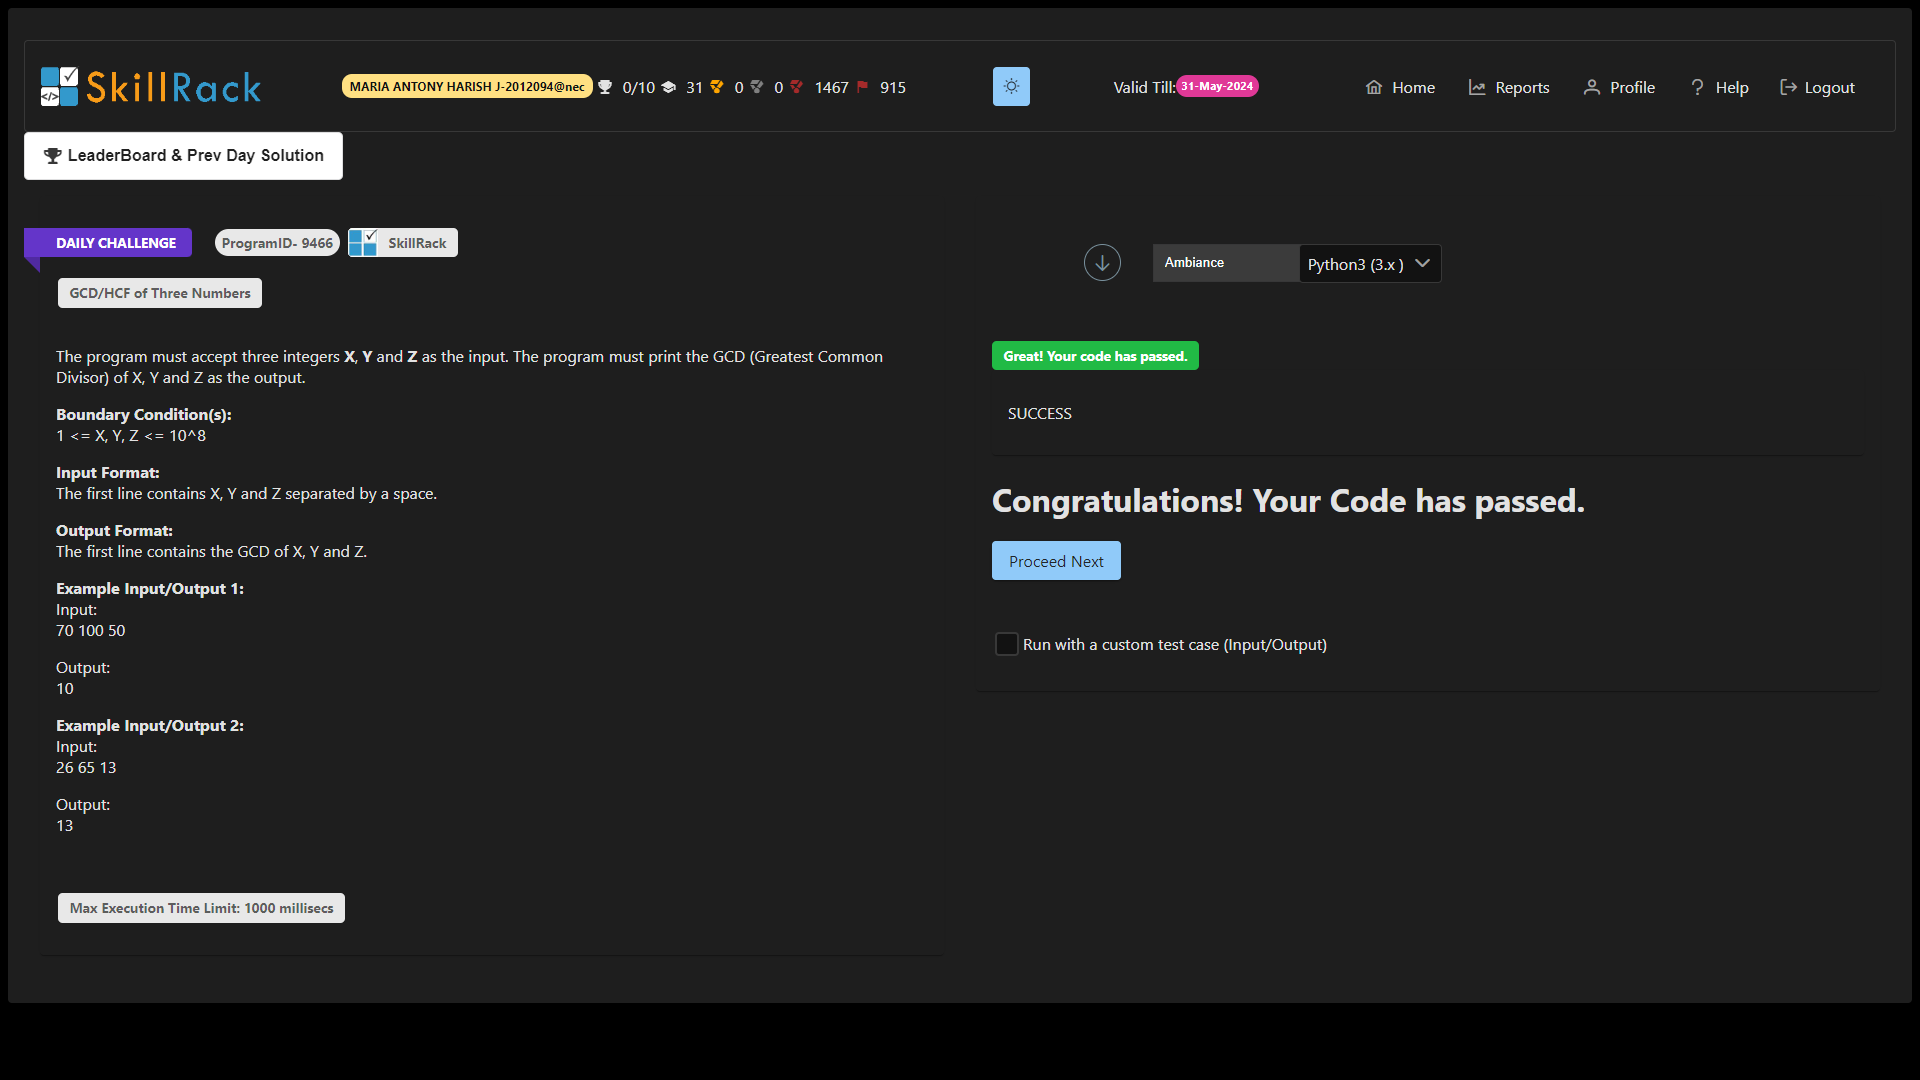 SkillRack
MARIA ANTONY HARISH J-2012094@nec 0/10 31 0 0 1467 915
Valid Till: 31-May-2024
Home Reports Profile Help Logout
LeaderBoard & Prev Day Solution
DAILY CHALLENGE ProgramID- 9466 SkillRack
GCD/HCF of Three Numbers
The program must accept three integers X, Y and Z as the input. The program must print the GCD (Greatest Common
Divisor) of X, Y and Z as the output.
Boundary Condition(s):
1 <= X, Y, Z <= 10^8
Input Format:
The first line contains X, Y and Z separated by a space.
Output Format:
The first line contains the GCD of X, Y and Z.
Example Input/Output 1:
Input:
70 100 50
Output:
10
Example Input/Output 2:
Input:
26 65 13
Output:
13
Max Execution Time Limit: 1000 millisecs
Ambiance Python3 (3.x )
Great! Your code has passed.
SUCCESS
Congratulations! Your Code has passed.
Proceed Next
Run with a custom test case (Input/Output)